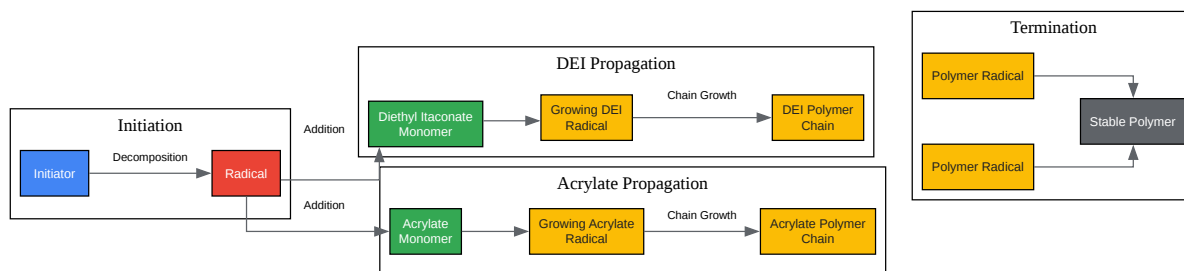 Initiation
Initiator
Decomposition
Radical
Addition
Addition
DEI Propagation
Diethyl Itaconate
Monomer
Growing DEI
Radical
Chain Growth
DEI Polymer
Chain
Acrylate Propagation
Acrylate
Monomer
Growing Acrylate
Radical
Chain Growth
Acrylate Polymer
Chain
Termination
Polymer Radical
Polymer Radical
Stable Polymer